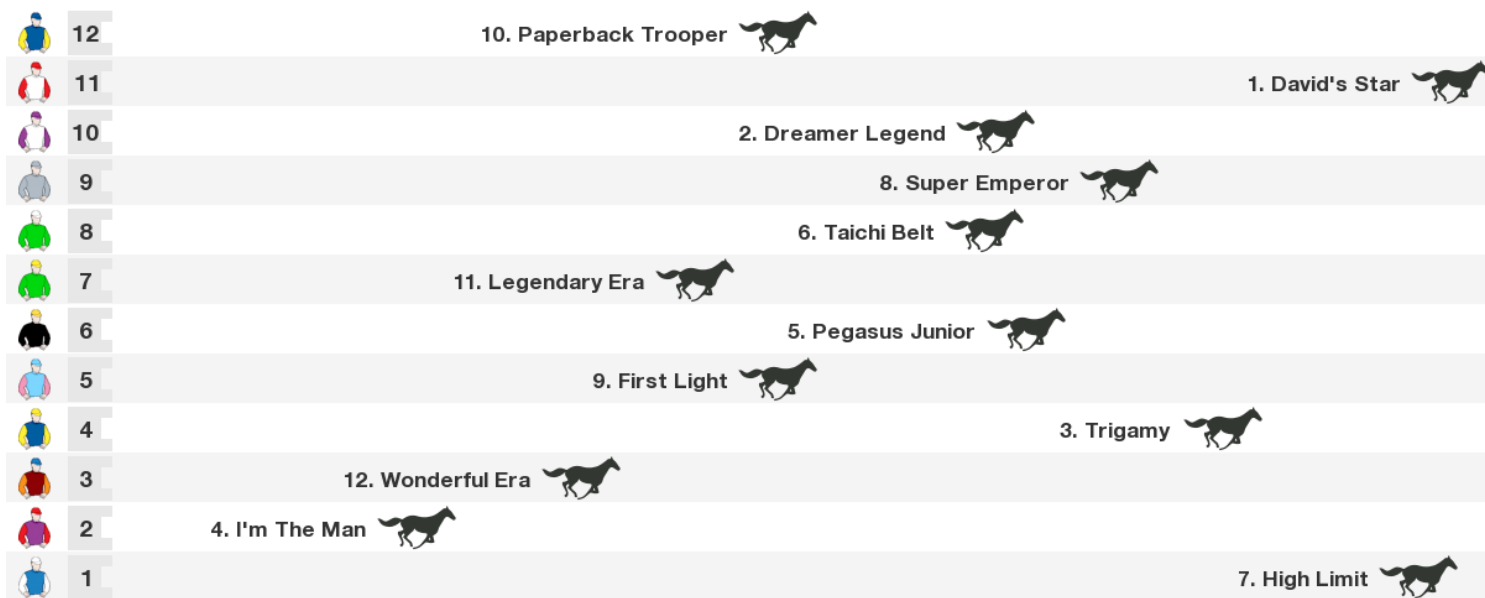 12 10. Paperback Trooper
11 1. David's Star
10 2. Dreamer Legend
9 8. Super Emperor
8 6. Taichi Belt
7 11. Legendary Era
6 5. Pegasus Junior
5 9. First Light
4 3. Trigamy
3 12. Wonderful Era
2 4. I'm The Man
1 7. High Limit